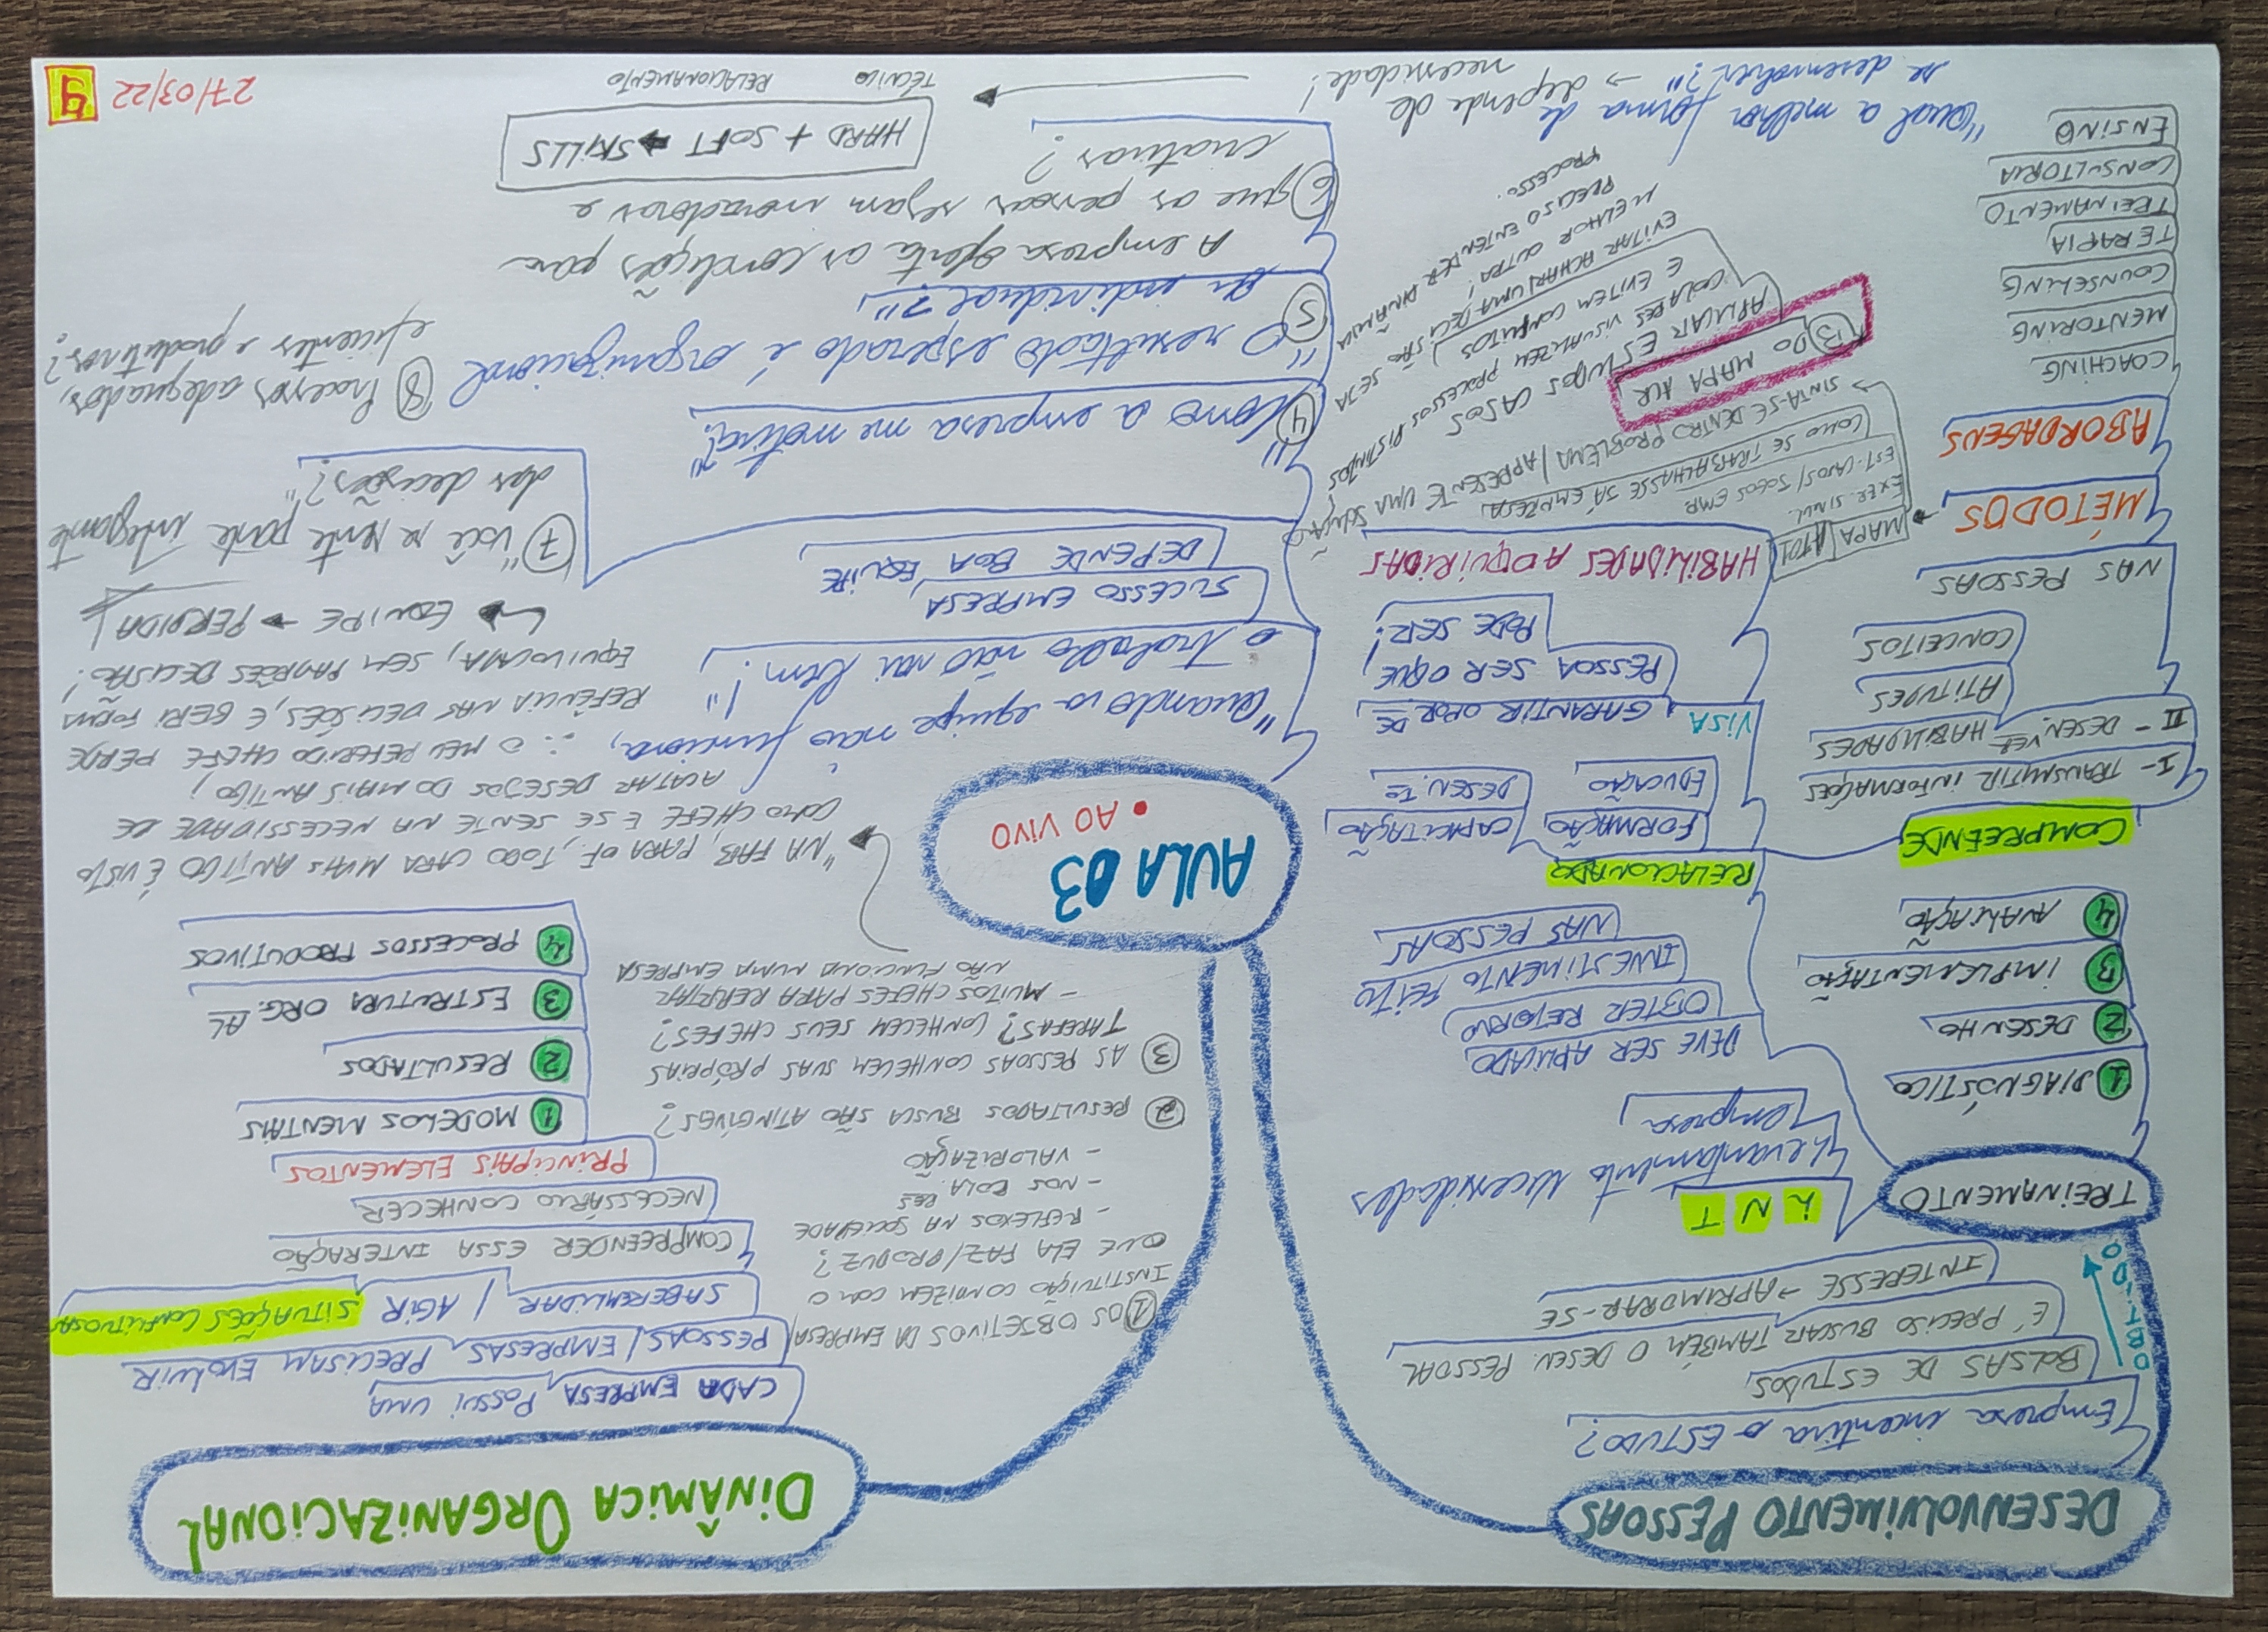 DESENVOLVIMENTO PESSOAS
Empresa incentiva o ESTUDO?
BOLSAS DE ESTUDOS
É PRECISO BUSCAR TAMBÉM O DESEN. PESSOAL
INTERESSE → APRIMORAR-SE
OBTIDO
TREINAMENTO
LNT
Levantamento Necessidades
empresa
1 DIAGNÓSTICO
2 DESENHO
3 IMPLEMENTAÇÃO
4 AVALIAÇÃO
DEVE SER APLICADO
OBTER RETORNO
INVESTIMENTO FEITO
NAS PESSOAS
COMPREENDE
I- TRANSMITIR INFORMAÇÕES
II- DESEN.VER HABILIDADES
ATITUDES
CONCEITOS
NAS PESSOAS
RELACIONADO
FORMAÇÃO
CAPACITAÇÃO
EDUCAÇÃO
DESEN.TO
VISA
GARANTIR OPOR.DE
PESSOA SER O QUE
PODE SER!
HABILIDADES ADQUIRIDAS
MÉTODOS → MAPA AT01
EXER. SIMUL.
EST. CASOS/ JOGOS EMP.
COMO SE TRABALHASSE JÁ EMPRESA
SINTA-SE DENTRO PROBLEMA / APRESENTE UMA SOLUÇÃO
ABORDAGENS
COACHING
MENTORING
COUNSELING
TERAPIA
TREINAMENTO
CONSULTORIA
ENSINO
DO MAPA
APLICAR ESTUDOS CASOS
VISUALIZEM PROCESSOS DISTINTOS
E EVITEM CONFLITOS
EVITAR ACHAR UMA DECISÃO SEJA
MELHOR OUTRA!
PRECISO ENTENDER DINÂMICA
PROCESSO.
"Qual a melhor forma de
se desenvolver?" → depende da
necessidade!
HARD + SOFT → SKILLS
TÉCNICO RELACIONAMENTO
AULA 03
• AO VIVO
DINÂMICA ORGANIZACIONAL
CADA EMPRESA POSSUI UMA
PESSOAS / EMPRESAS PRECISAM EVOLUIR
SABEREM LIDAR / AGIR SITUAÇÕES CONFLITUOSAS
COMPREENDER ESSA INTERAÇÃO
NECESSÁRIO CONHECER
PRINCIPAIS ELEMENTOS
1 MODELOS MENTAIS
2 RESULTADOS
3 ESTRUTURA ORG.AL
4 PROCESSOS PRODUTIVOS
1 OS OBJETIVOS DA EMPRESA/
INSTITUIÇÃO CONDIZEM COM O
QUE ELA FAZ/PRODUZ?
- REFLEXOS NA SOCIEDADE
- NOS
- VALORIZAÇÃO
2 RESULTADOS BUSCA SÃO ATINGÍVES?
3 AS PESSOAS CONHECEM SUAS PRÓPRIAS
TAREFAS? CONHECEM SEUS CHEFES?
- MUITOS CHEFES PARA REPORTAR
NÃO FUNCIONA NUMA EMPRESA
"NA FAB, PARA OF., TODO CARA MAIS ANTIGO É VISTO
COMO CHEFE E SE SENTE NA NECESSIDADE DE
ACATAR DESEJOS DO MAIS ANTIGO,
∴ O MEU REFERIDO CHEFE PERDE
REFÊNCIA NAS DECISÕES, E GERI FORMA
EQUIVOCADA, SEM PADRÕES DECISÃO!
EQUIPE → PERDIDA!
"Quando a equipe não funciona,
o trabalho não vai bem!"
SUCESSO EMPRESA
DEPENDE BOA EQUIPE
4 "Como a empresa me motiva?"
5 "O resultado esperado é organizacional
ou individual?"
6 A empresa oferta as condições para
que as pessoas sejam inovadoras e
criativas?
7 "Você se sente parte integrante
das decisões?"
8 Processos adequados,
eficientes e produtivos?
27/03/22 9